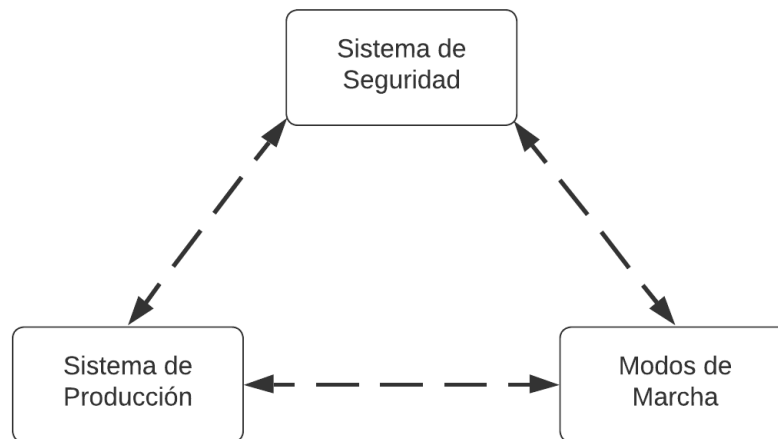 Sistema de
Seguridad
Sistema de
Producción
Modos de
Marcha